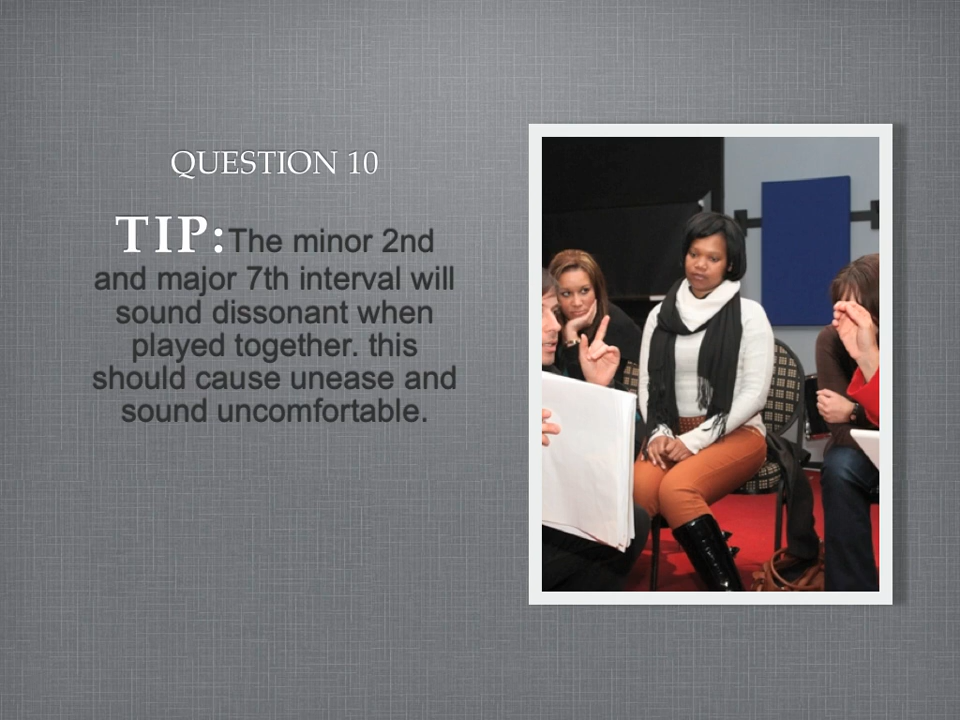 QUESTION 10
TIP: The minor 2nd
and major 7th interval will
sound dissonant when
played together. this
should cause unease and
sound uncomfortable.